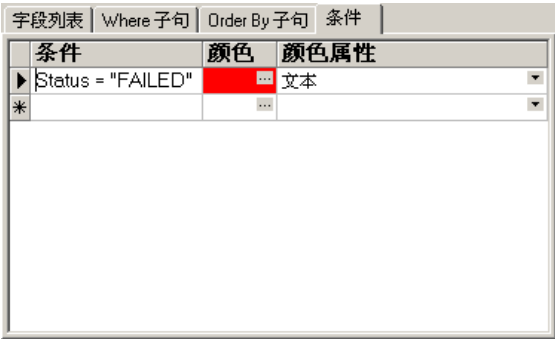 字段列表 Where 子句 Order By 子句 条件
条件 颜色 颜色属性
Status = "FAILED" ... 文本
...